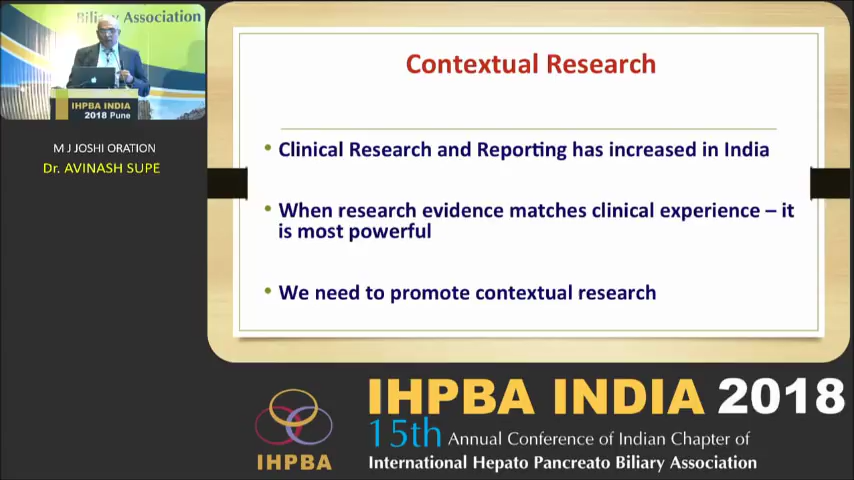 Biliary Association
IHPBA INDIA
2018 Pune
M J JOSHI ORATION
Dr. AVINASH SUPE
Contextual Research
• Clinical Research and Reporting has increased in India
• When research evidence matches clinical experience – it
is most powerful
• We need to promote contextual research
IHPBA
IHPBA INDIA 2018
15th Annual Conference of Indian Chapter of
International Hepato Pancreato Biliary Association